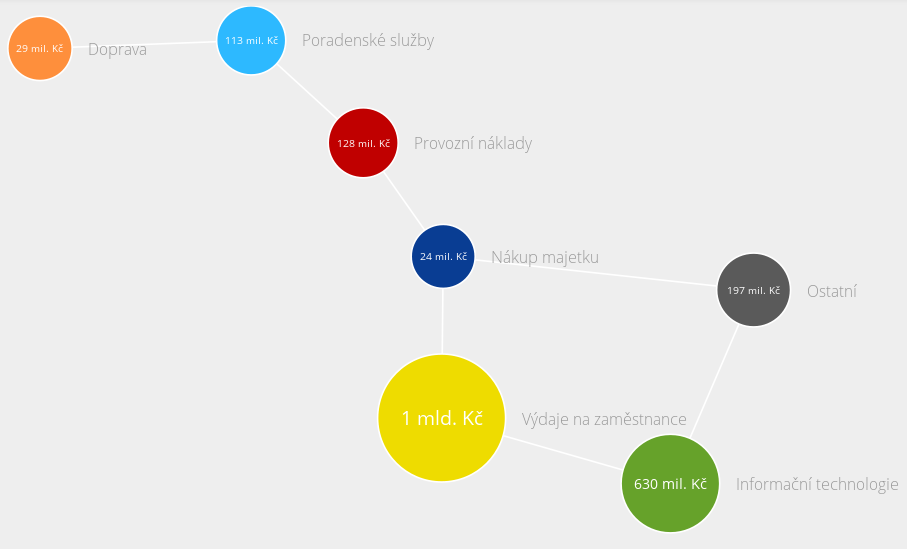 29 mil. Kč
Doprava
113 mil. Kč
Poradenské služby
128 mil. Kč
Provozní náklady
24 mil. Kč
Nákup majetku
197 mil. Kč
Ostatní
1 mld. Kč
Výdaje na zaměstnance
630 mil. Kč
Informační technologie